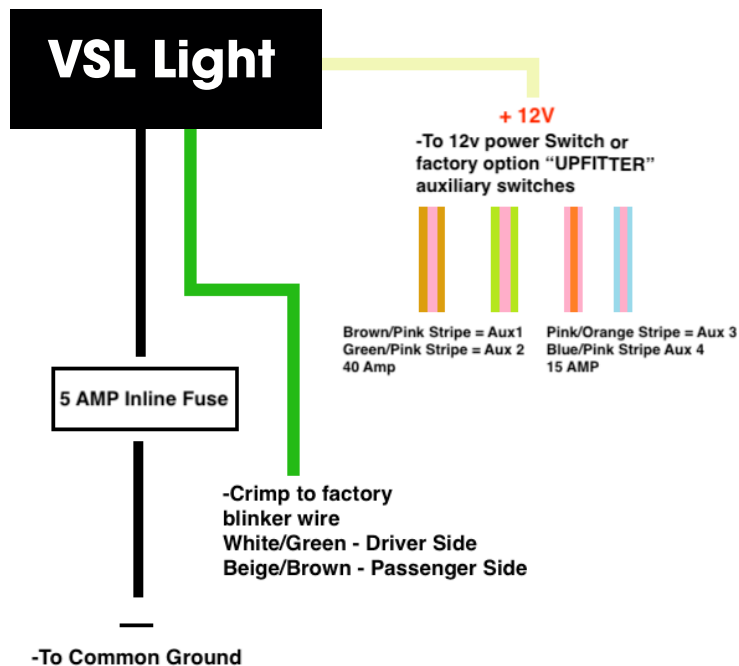 VSL Light
+ 12V
-To 12v power Switch or
factory option “UPFITTER”
auxiliary switches
Brown/Pink Stripe = Aux1
Green/Pink Stripe = Aux 2
40 Amp
Pink/Orange Stripe = Aux 3
Blue/Pink Stripe Aux 4
15 AMP
5 AMP Inline Fuse
-Crimp to factory
blinker wire
White/Green - Driver Side
Beige/Brown - Passenger Side
-To Common Ground